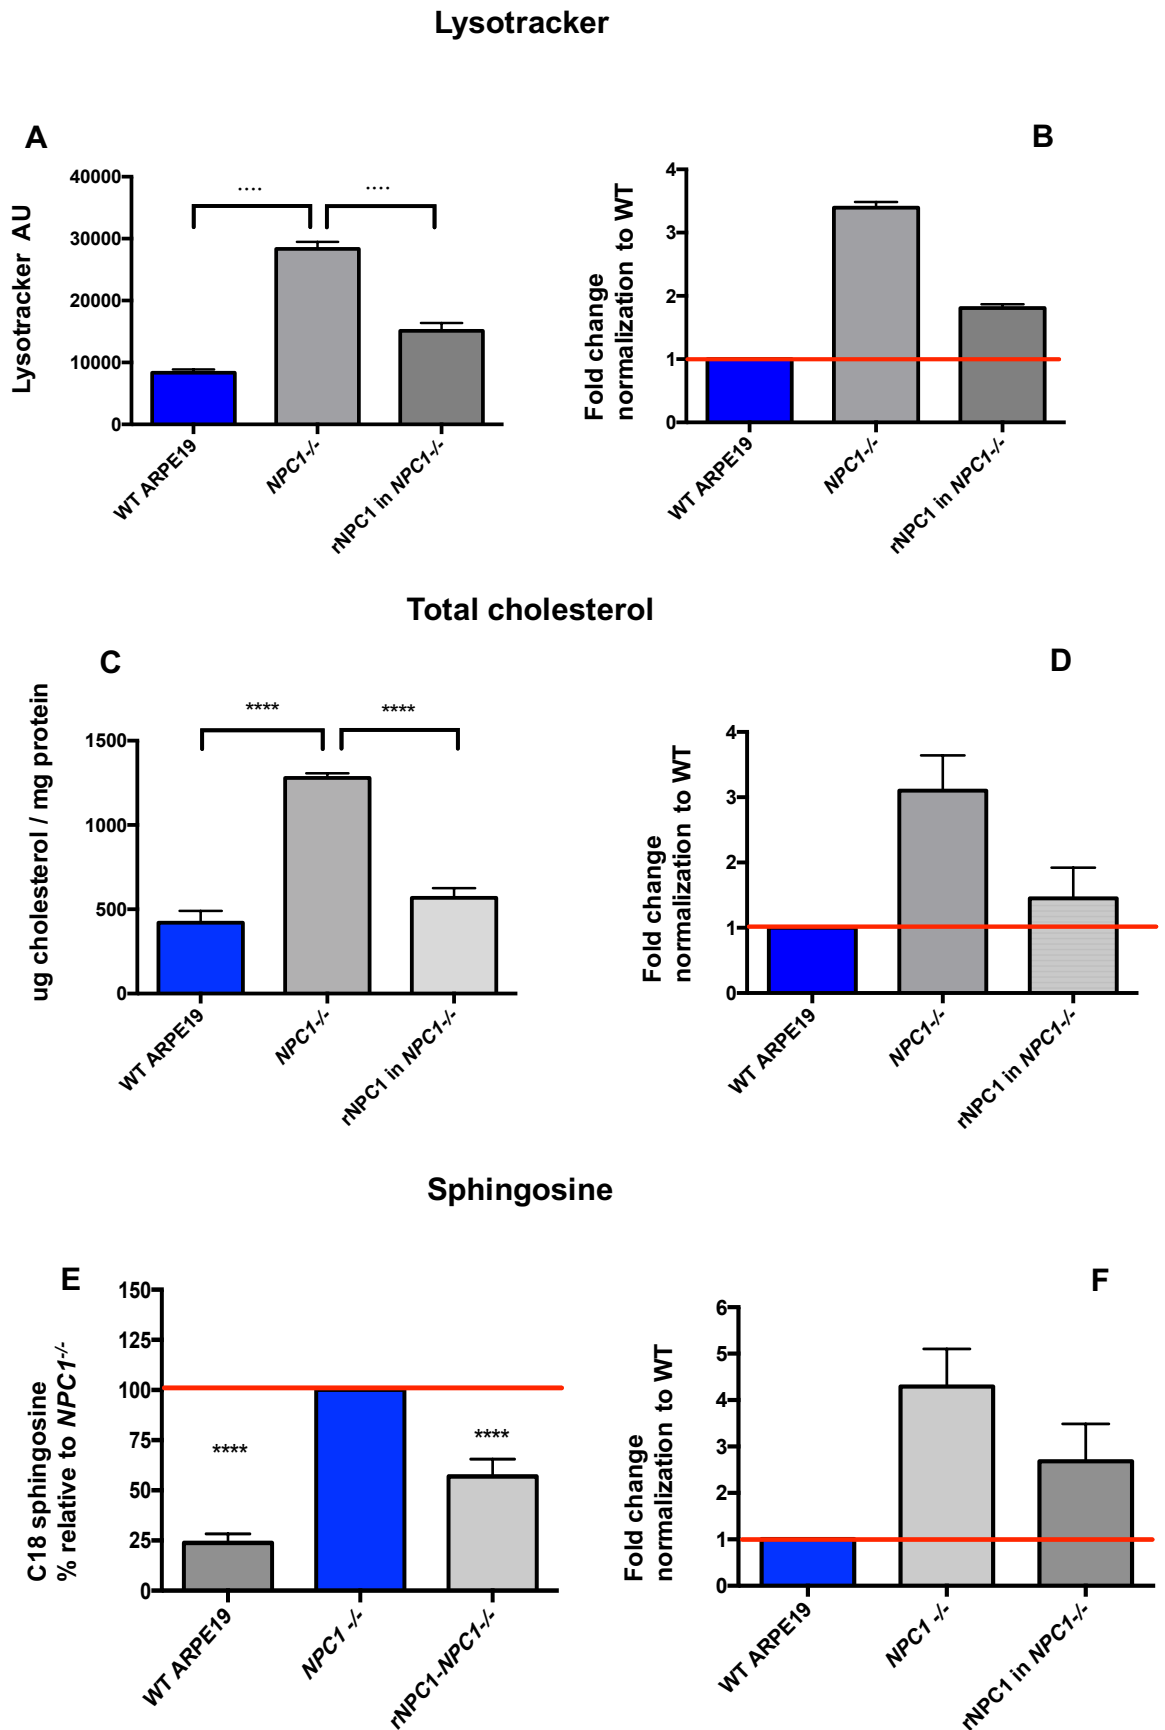 Lysotracker
A
B
Lysotracker AU
40000
30000
20000
10000
0
....
....
WT ARPE19
NPC1-/-
rNPC1 in NPC1-/-
Fold change
normalization to WT
4
3
2
1
0
WT ARPE19
NPC1-/-
rNPC1 in NPC1-/-
Total cholesterol
C
D
ug cholesterol / mg protein
1500
1000
500
0
****
****
WT ARPE19
NPC1-/-
rNPC1 in NPC1-/-
Fold change
normalization to WT
4
3
2
1
0
WT ARPE19
NPC1-/-
rNPC1 in NPC1-/-
Sphingosine
E
F
C18 sphingosine
% relative to NPC1-/-
150
125
100
75
50
25
0
****
****
WT ARPE19
NPC1 -/-
rNPC1-NPC1-/-
Fold change
normalization to WT
6
5
4
3
2
1
0
WT ARPE19
NPC1 -/-
rNPC1 in NPC1-/-